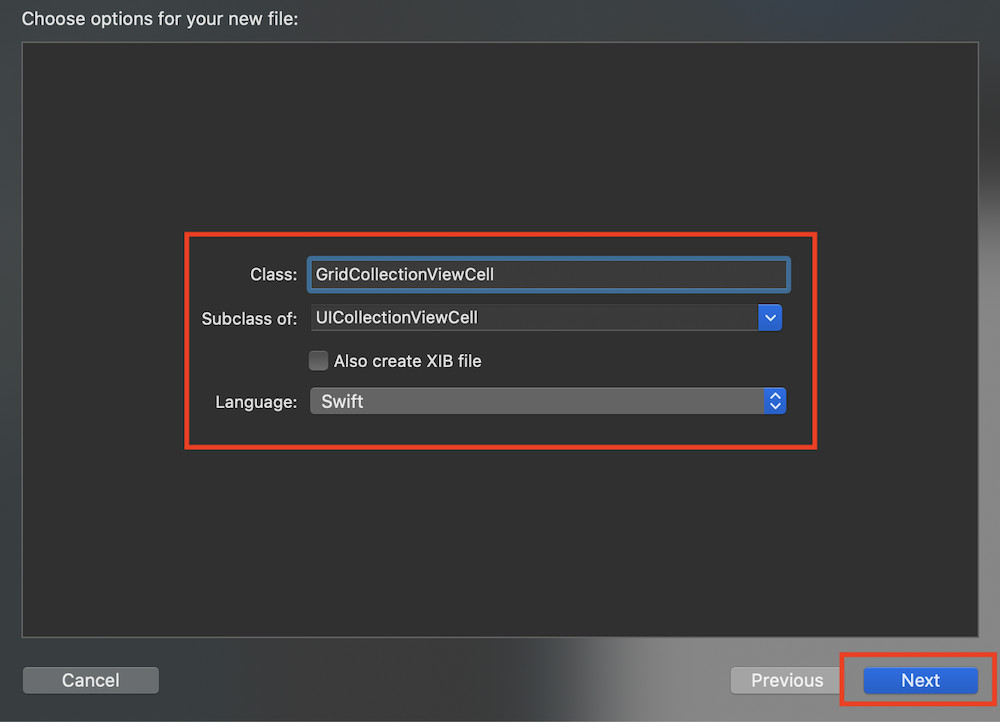 Choose options for your new file:
Class: GridCollectionViewCell
Subclass of: UICollectionViewCell
Also create XIB file
Language: Swift
Cancel Previous Next